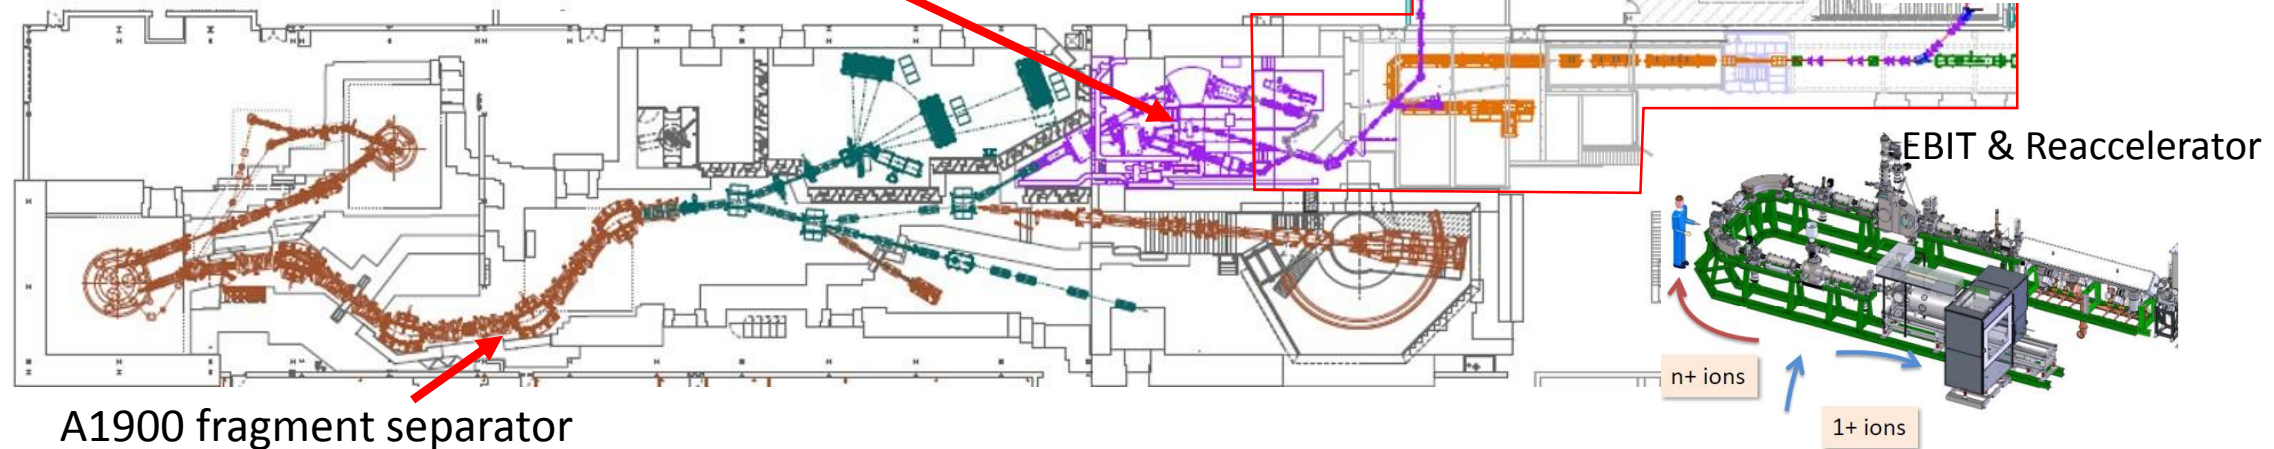 EBIT & Reaccelerator
n+ ions
1+ ions
A1900 fragment separator